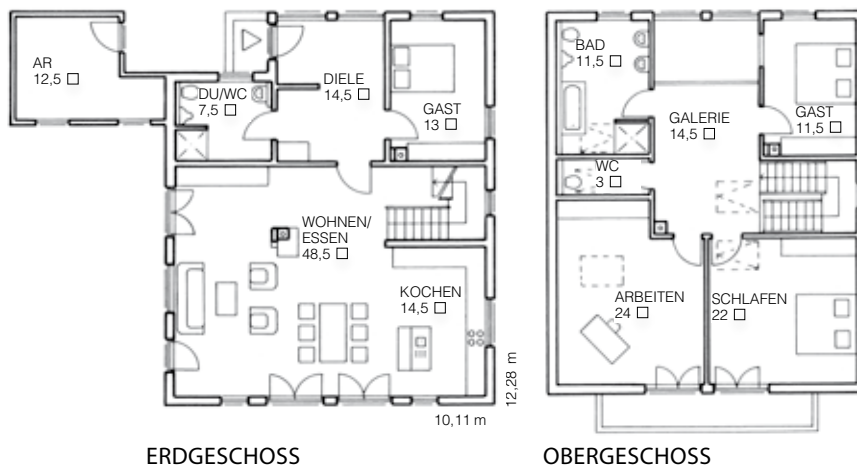 AR
12,5 □
DU/WC
7,5 □
DIELE
14,5 □
GAST
13 □
WOHNEN/
ESSEN
48,5 □
KOCHEN
14,5 □
10,11 m
12,28 m
ERDGESCHOSS
BAD
11,5 □
GALERIE
14,5 □
GAST
11,5 □
WC
3 □
ARBEITEN
24 □
SCHLAFEN
22 □
OBERGESCHOSS